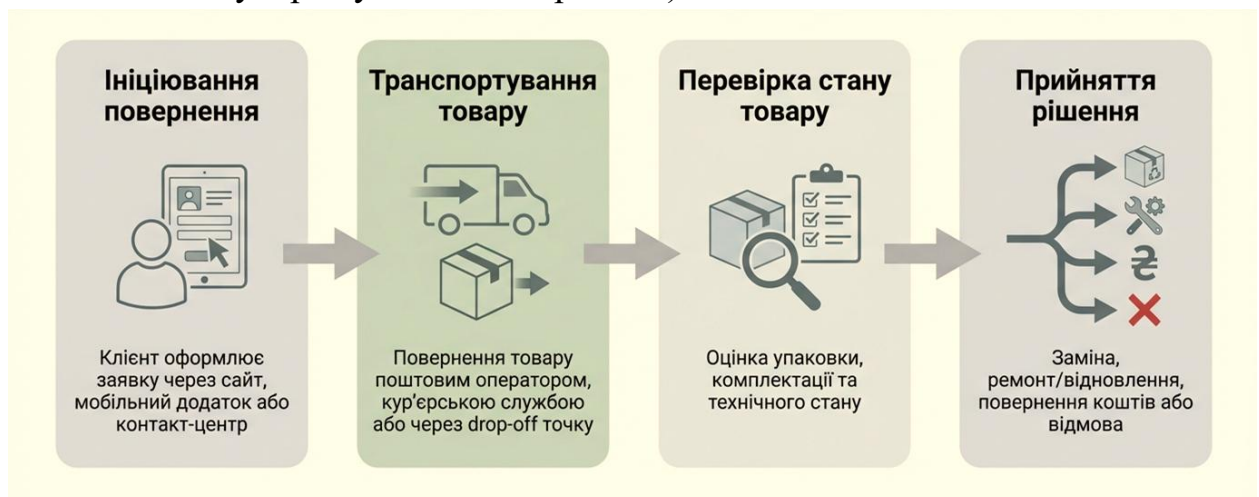 Ініціювання
повернення
Клієнт оформлює
заявку через сайт,
мобільний додаток або
контакт-центр
Транспортування
товару
Повернення товару
поштовим оператором,
кур’єрською службою
або через drop-off точку
Перевірка стану
товару
Оцінка упаковки,
комплектації та
технічного стану
Прийняття
рішення
₴
Заміна,
ремонт/відновлення,
повернення коштів або
відмова